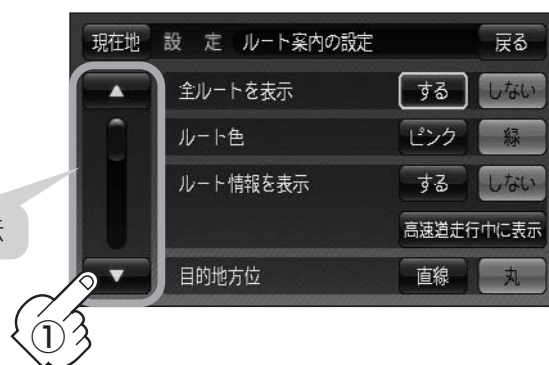 現在地 設 定 ルート案内の設定 戻る
▲ 全ルートを表示 する しない
ルート色 ピンク 緑
ルート情報を表示 する しない
高速道走行中に表示
▼ 目的地方位 直線 丸
①